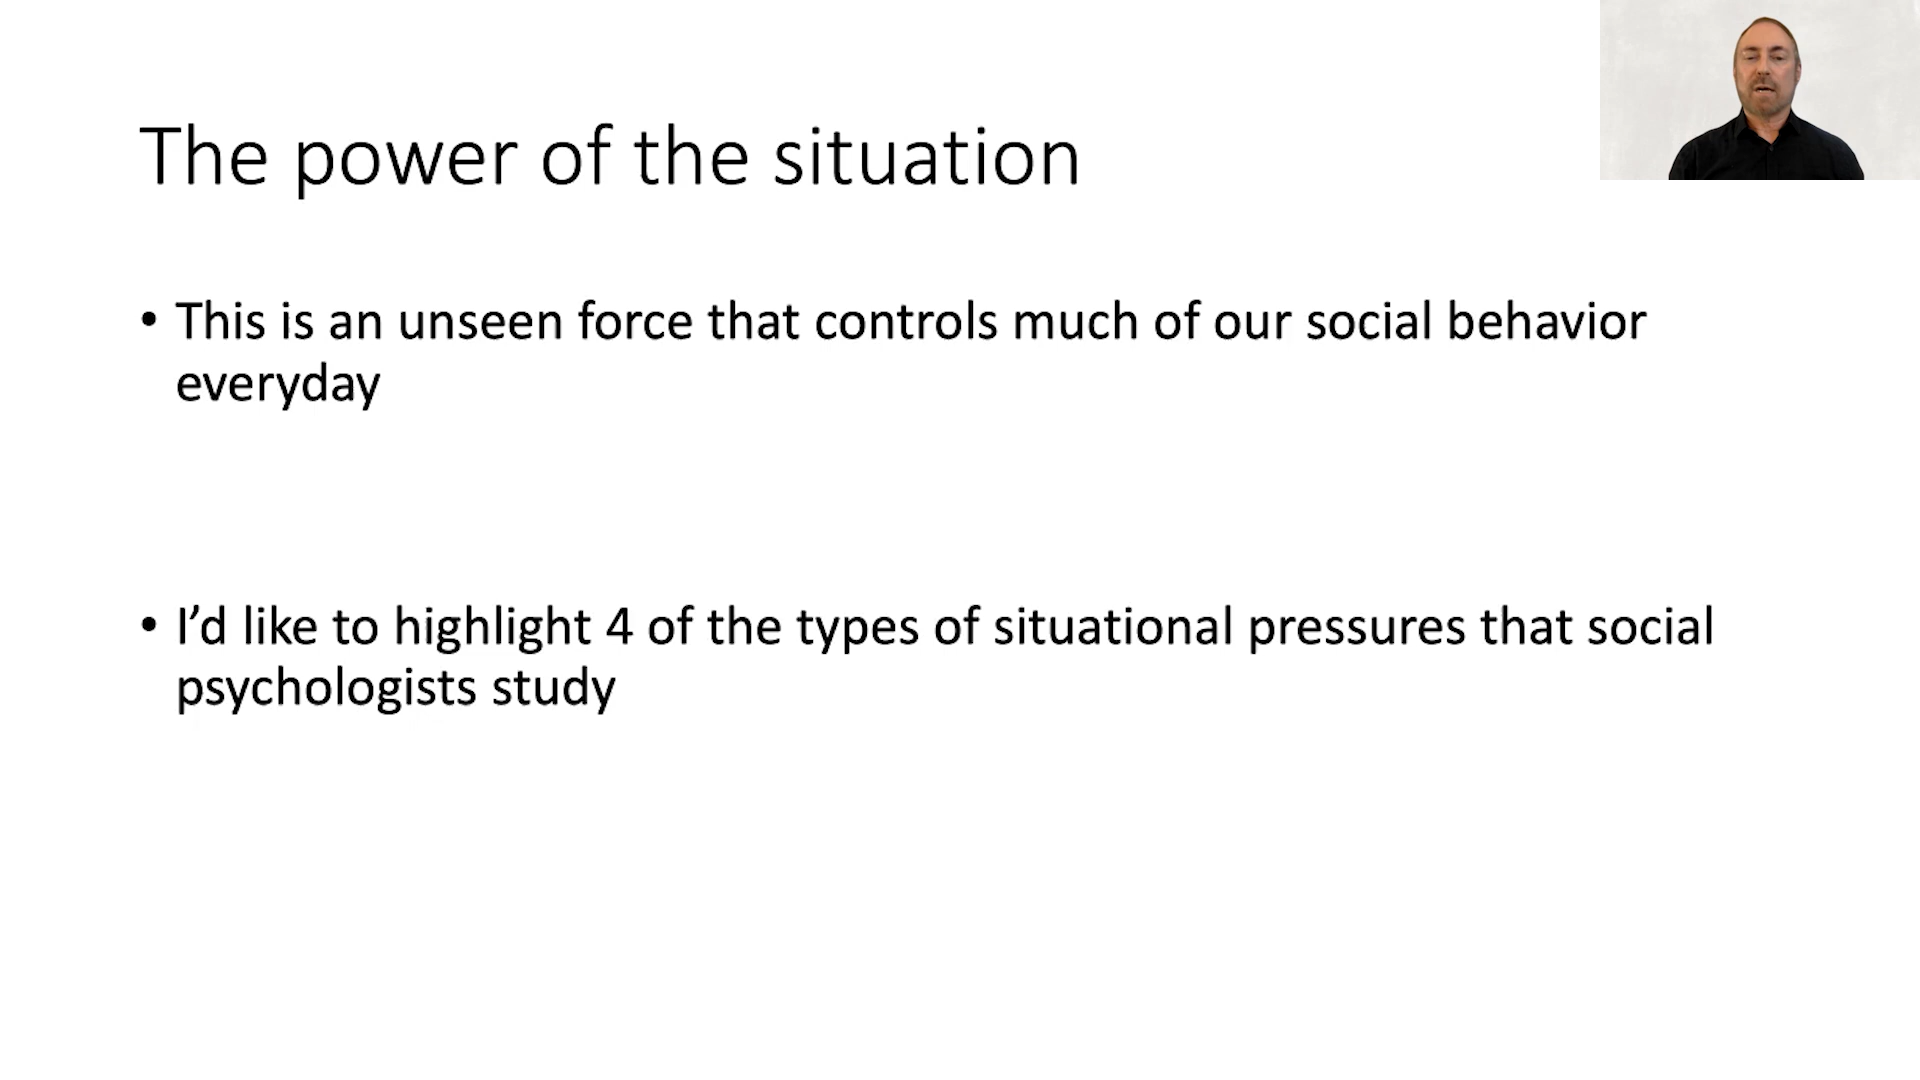 The power of the situation
• This is an unseen force that controls much of our social behavior
everyday
• I’d like to highlight 4 of the types of situational pressures that social
psychologists study